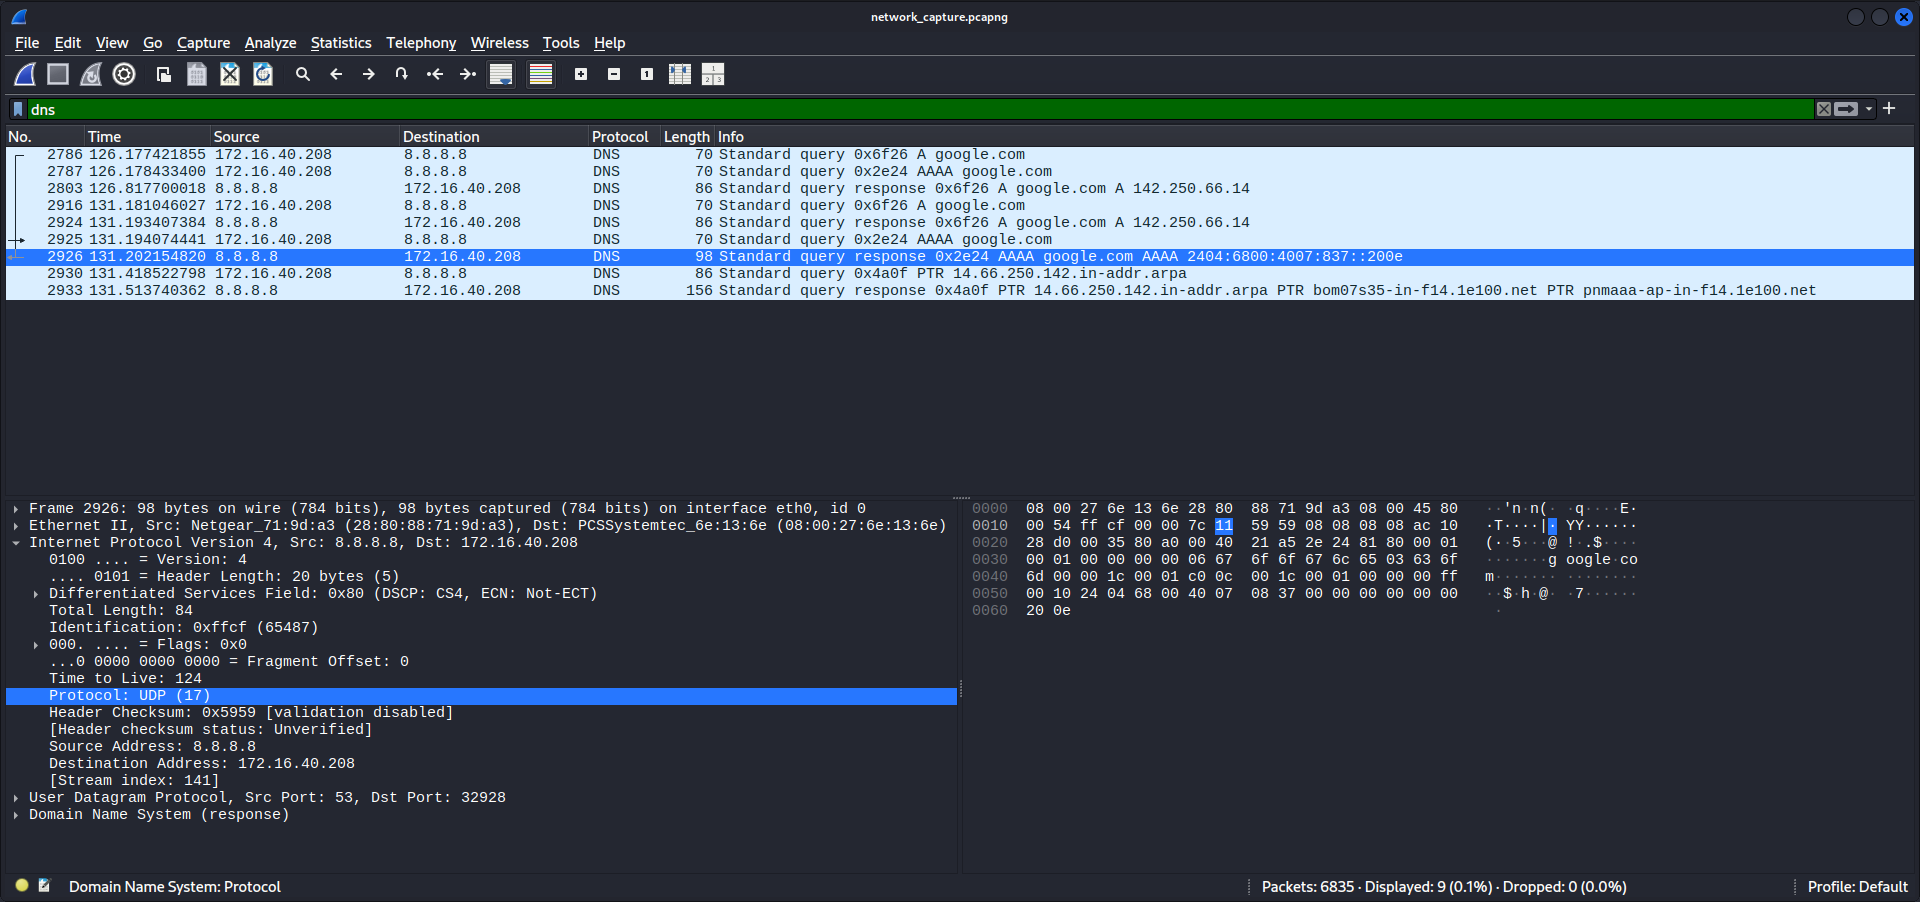 network_capture.pcapng
File Edit View Go Capture Analyze Statistics Telephony Wireless Tools Help
dns
No. Time Source Destination Protocol Length Info
2786 126.177421855 172.16.40.208 8.8.8.8 DNS 70 Standard query 0x6f26 A google.com
2787 126.178433400 172.16.40.208 8.8.8.8 DNS 70 Standard query 0x2e24 AAAA google.com
2803 126.817700018 8.8.8.8 172.16.40.208 DNS 86 Standard query response 0x6f26 A google.com A 142.250.66.14
2916 131.181046027 172.16.40.208 8.8.8.8 DNS 70 Standard query 0x6f26 A google.com
2924 131.193407384 8.8.8.8 172.16.40.208 DNS 86 Standard query response 0x6f26 A google.com A 142.250.66.14
2925 131.194074441 172.16.40.208 8.8.8.8 DNS 70 Standard query 0x2e24 AAAA google.com
2926 131.202154820 8.8.8.8 172.16.40.208 DNS 98 Standard query response 0x2e24 AAAA google.com AAAA 2404:6800:4007:837::200e
2930 131.418522798 172.16.40.208 8.8.8.8 DNS 86 Standard query 0x4a0f PTR 14.66.250.142.in-addr.arpa
2933 131.513740362 8.8.8.8 172.16.40.208 DNS 156 Standard query response 0x4a0f PTR 14.66.250.142.in-addr.arpa PTR bom07s35-in-f14.1e100.net PTR pnmaaa-ap-in-f14.1e100.net
Frame 2926: 98 bytes on wire (784 bits), 98 bytes captured (784 bits) on interface eth0, id 0
Ethernet II, Src: Netgear_71:9d:a3 (28:80:88:71:9d:a3), Dst: PCSSystemtec_6e:13:6e (08:00:27:6e:13:6e)
Internet Protocol Version 4, Src: 8.8.8.8, Dst: 172.16.40.208
0100 .... = Version: 4
.... 0101 = Header Length: 20 bytes (5)
Differentiated Services Field: 0x80 (DSCP: CS4, ECN: Not-ECT)
Total Length: 84
Identification: 0xffcf (65487)
000. .... = Flags: 0x0
...0 0000 0000 0000 = Fragment Offset: 0
Time to Live: 124
Protocol: UDP (17)
Header Checksum: 0x5959 [validation disabled]
[Header checksum status: Unverified]
Source Address: 8.8.8.8
Destination Address: 172.16.40.208
[Stream index: 141]
User Datagram Protocol, Src Port: 53, Dst Port: 32928
Domain Name System (response)
0000 08 00 27 6e 13 6e 28 80 88 71 9d a3 08 00 45 80 ··'n·n(· ·q····E·
0010 00 54 ff cf 00 00 7c 11 59 59 08 08 08 08 ac 10 ·T····|· YY······
0020 28 d0 00 35 80 a0 00 40 21 a5 2e 24 81 80 00 01 (··5···@ !·.$····
0030 00 01 00 00 00 00 06 67 6f 6f 67 6c 65 03 63 6f ·······g oogle·co
0040 6d 00 00 1c 00 01 c0 0c 00 1c 00 01 00 00 00 ff m······· ········
0050 00 10 24 04 68 00 40 07 08 37 00 00 00 00 00 00 ··$·h·@· ·7······
0060 20 0e ·
Domain Name System: Protocol
Packets: 6835 · Displayed: 9 (0.1%) · Dropped: 0 (0.0%)
Profile: Default